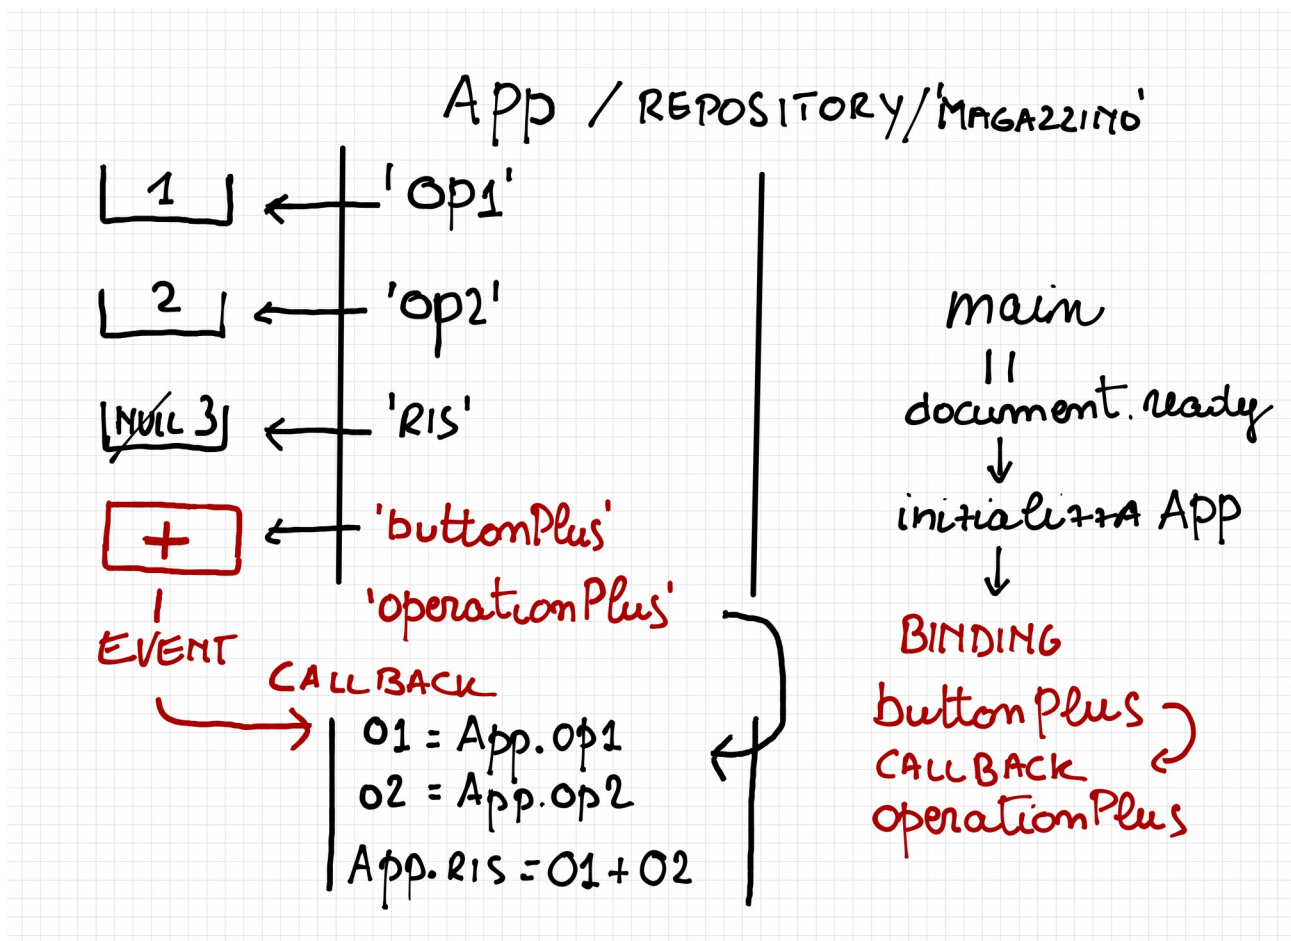 App / REPOSITORY/'MAGAZZINO'
1 'Op1'
2 'Op2'
NULL 3 'RIS'
+ 'buttonPlus'
'operationPlus'
EVENT
CALLBACK
O1 = App.Op1
O2 = App.Op2
App.RIS = O1 + O2
main
document.ready
inizializzA App
BINDING
buttonPlus
CALLBACK
operationPlus